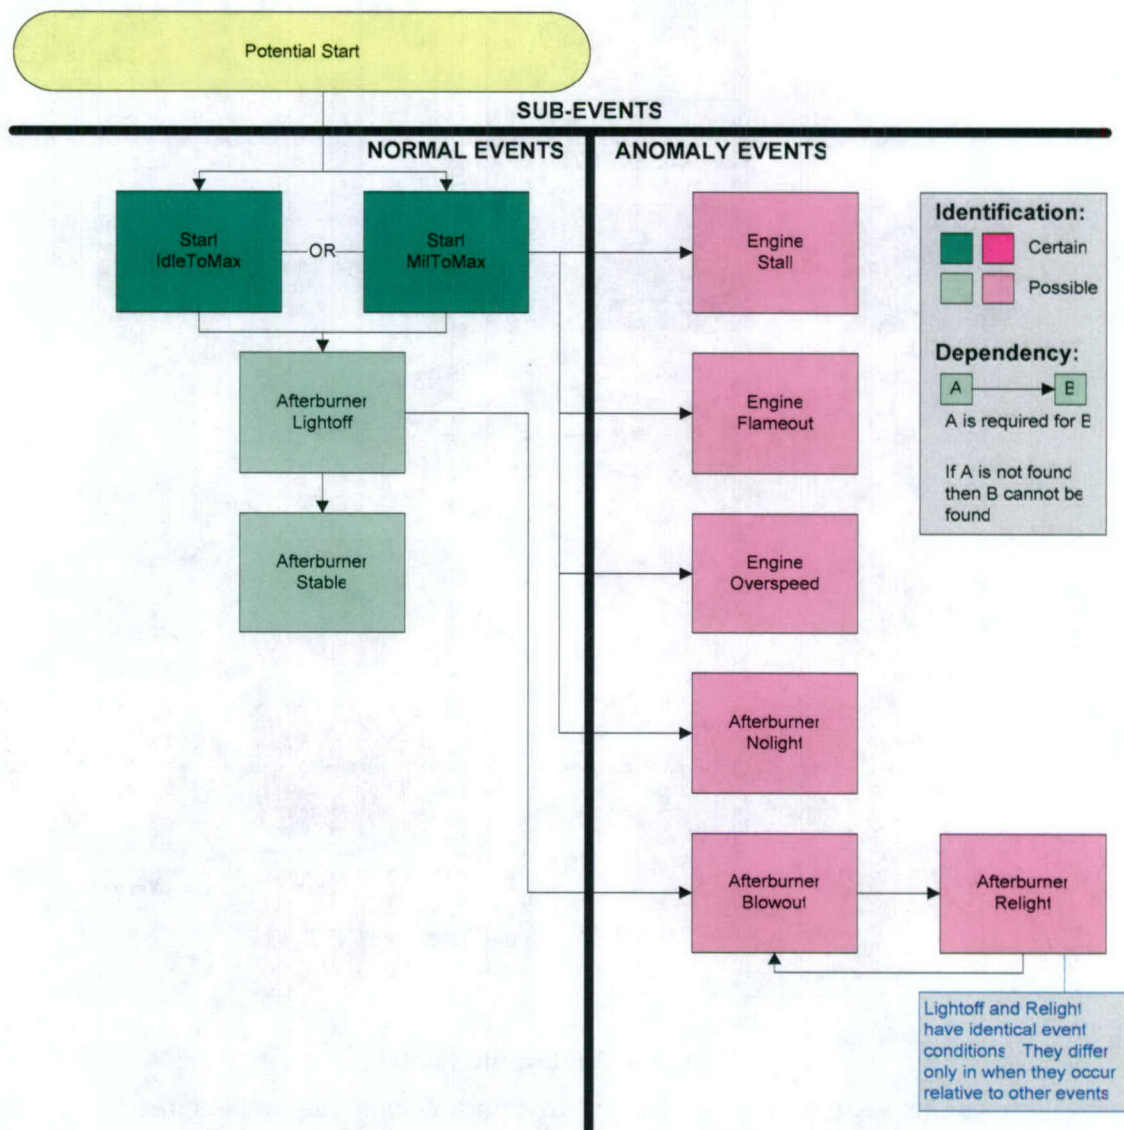 Potential Start
SUB-EVENTS
NORMAL EVENTS
ANOMALY EVENTS
Start
IdleToMax
OR
Start
MilToMax
Engine
Stall
Identification:
Certain
Possible
Afterburner
Lightoff
Engine
Flameout
Dependency:
A
B
A is required for B
If A is not found
then B cannot be
found
Afterburner
Stable
Engine
Overspeed
Afterburner
Nolight
Afterburner
Blowout
Afterburner
Relight
Lightoff and Relight
have identical event
conditions They differ
only in when they occur
relative to other events